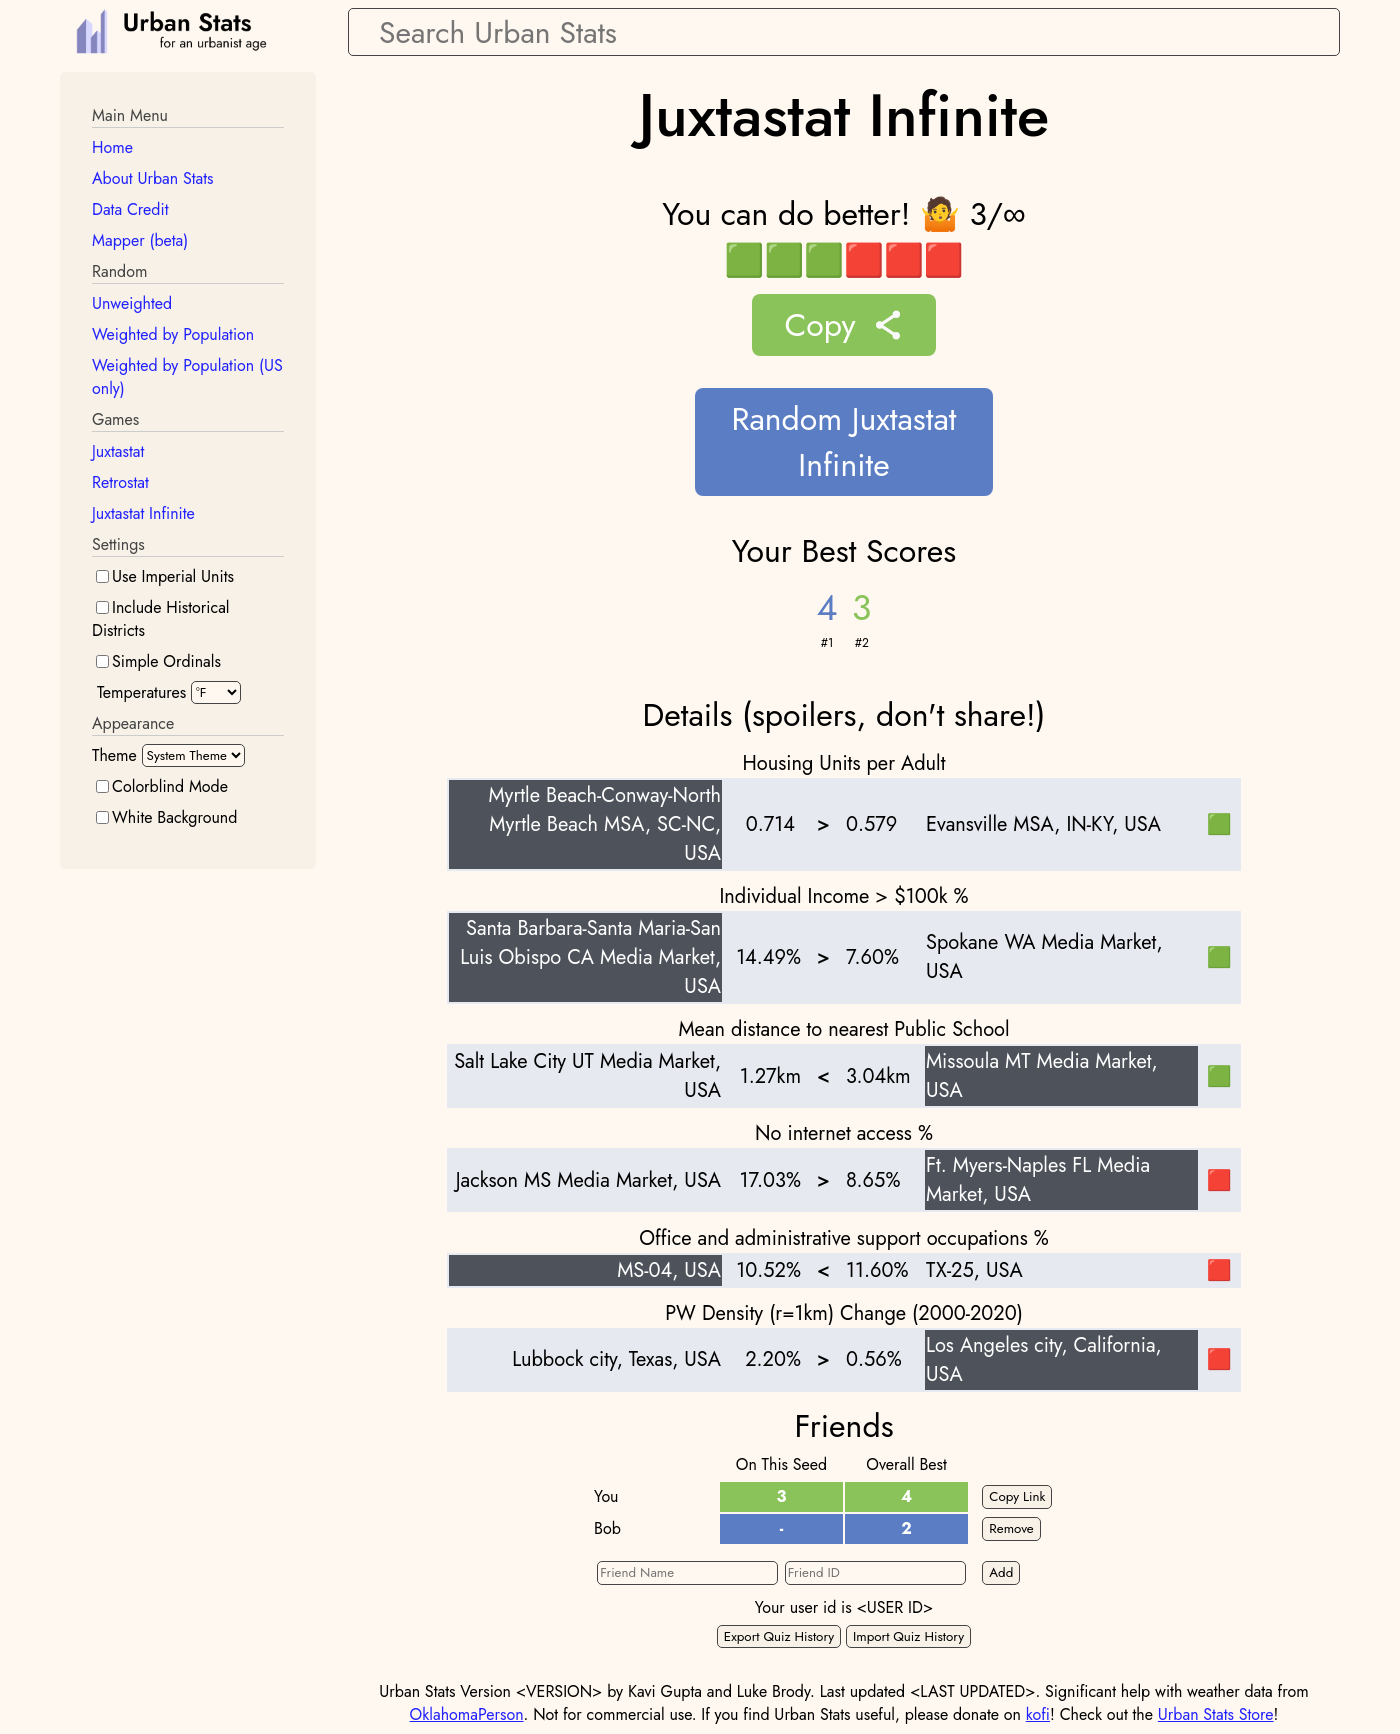 Urban Stats
for an urbanist age
Search Urban Stats
Main Menu
Home
About Urban Stats
Data Credit
Mapper (beta)
Random
Unweighted
Weighted by Population
Weighted by Population (US
only)
Games
Juxtastat
Retrostat
Juxtastat Infinite
Settings
Use Imperial Units
Include Historical
Districts
Simple Ordinals
Temperatures °F
Appearance
Theme System Theme
Colorblind Mode
White Background
Juxtastat Infinite
You can do better! 🤷 3/∞
🟩🟩🟩🟥🟥🟥
Copy
Random Juxtastat
Infinite
Your Best Scores
4 3
#1 #2
Details (spoilers, don't share!)
Housing Units per Adult
Myrtle Beach-Conway-North
Myrtle Beach MSA, SC-NC,
USA
0.714 > 0.579
Evansville MSA, IN-KY, USA
🟩
Individual Income > $100k %
Santa Barbara-Santa Maria-San
Luis Obispo CA Media Market,
USA
14.49% > 7.60%
Spokane WA Media Market,
USA
🟩
Mean distance to nearest Public School
Salt Lake City UT Media Market,
USA
1.27km < 3.04km
Missoula MT Media Market,
USA
🟩
No internet access %
Jackson MS Media Market, USA
17.03% > 8.65%
Ft. Myers-Naples FL Media
Market, USA
🟥
Office and administrative support occupations %
MS-04, USA 10.52% < 11.60% TX-25, USA 🟥
PW Density (r=1km) Change (2000-2020)
Lubbock city, Texas, USA
2.20% > 0.56%
Los Angeles city, California,
USA
🟥
Friends
On This Seed Overall Best
You 3 4 Copy Link
Bob - 2 Remove
Friend Name Friend ID Add
Your user id is <USER ID>
Export Quiz History Import Quiz History
Urban Stats Version <VERSION> by Kavi Gupta and Luke Brody. Last updated <LAST UPDATED>. Significant help with weather data from
OklahomaPerson. Not for commercial use. If you find Urban Stats useful, please donate on kofi! Check out the Urban Stats Store!